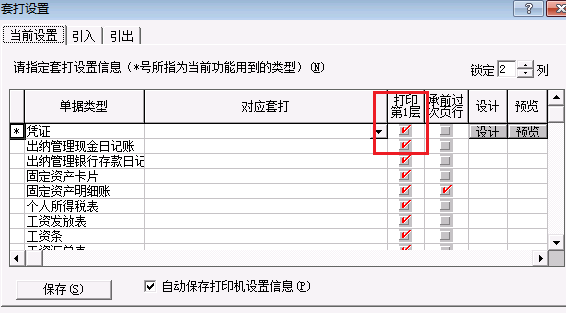 套打设置
当前设置 引入 引出
请指定套打设置信息（*号所指为当前功能用到的类型）(N)
锁定 2 列
单据类型 对应套打 打印第1层 承前过次页行 设计 预览
* 凭证 设计 预览
出纳管理现金日记账
出纳管理银行存款日记
固定资产卡片
固定资产明细账
个人所得税表
工资发放表
工资条
工资汇总表
保存(S)
自动保存打印机设置信息(P)